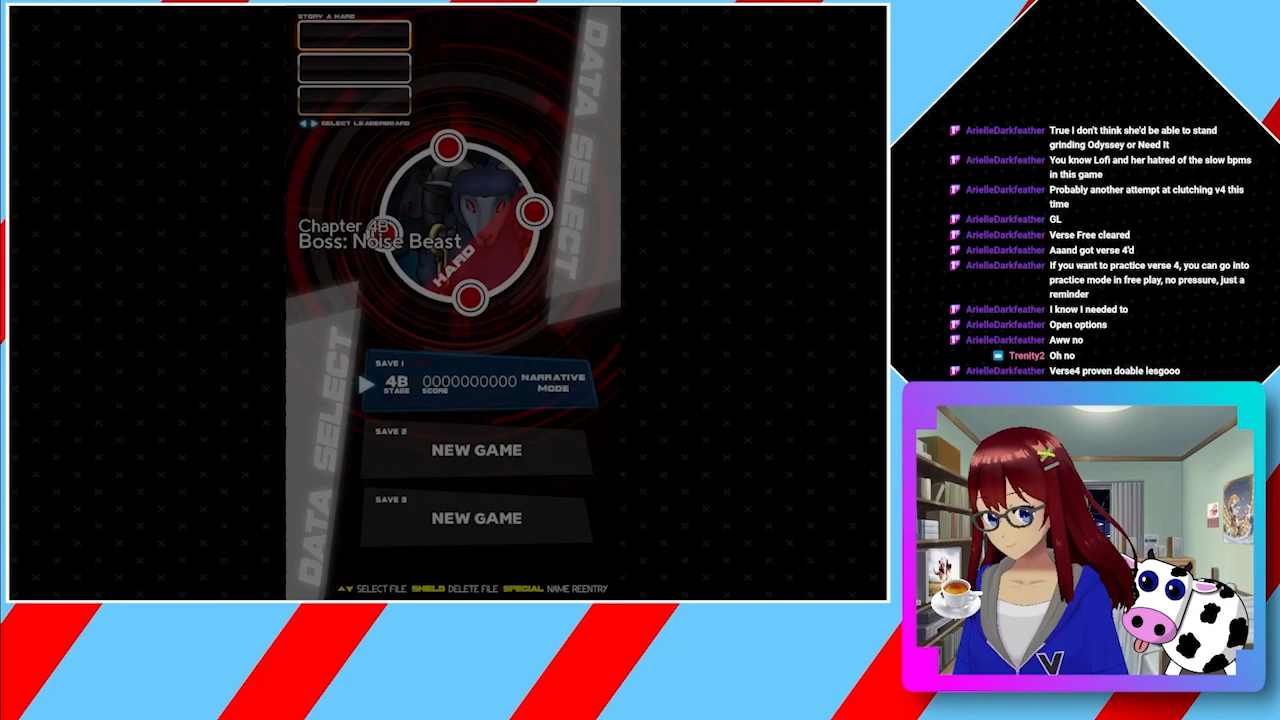 STORY A HARD
SELECT LEADERBOARD
DATA SELECT
Chapter 4B
Boss: Noise Beast
HARD
DATA SELECT
SAVE 1
4B
STAGE
0000000000
SCORE
NARRATIVE
MODE
SAVE 2
NEW GAME
SAVE 3
NEW GAME
SELECT FILE SHIELD DELETE FILE SPECIAL NAME REENTRY
ArielleDarkfeather True I don't think she'd be able to stand
grinding Odyssey or Need It
ArielleDarkfeather You know Lofi and her hatred of the slow bpms
in this game
ArielleDarkfeather Probably another attempt at clutching v4 this
time
ArielleDarkfeather GL
ArielleDarkfeather Verse Free cleared
ArielleDarkfeather Aaand got verse 4'd
ArielleDarkfeather If you want to practice verse 4, you can go into
practice mode in free play, no pressure, just a
reminder
ArielleDarkfeather I know I needed to
ArielleDarkfeather Open options
ArielleDarkfeather Aww no
Trenity2 Oh no
ArielleDarkfeather Verse4 proven doable lesgooo
V